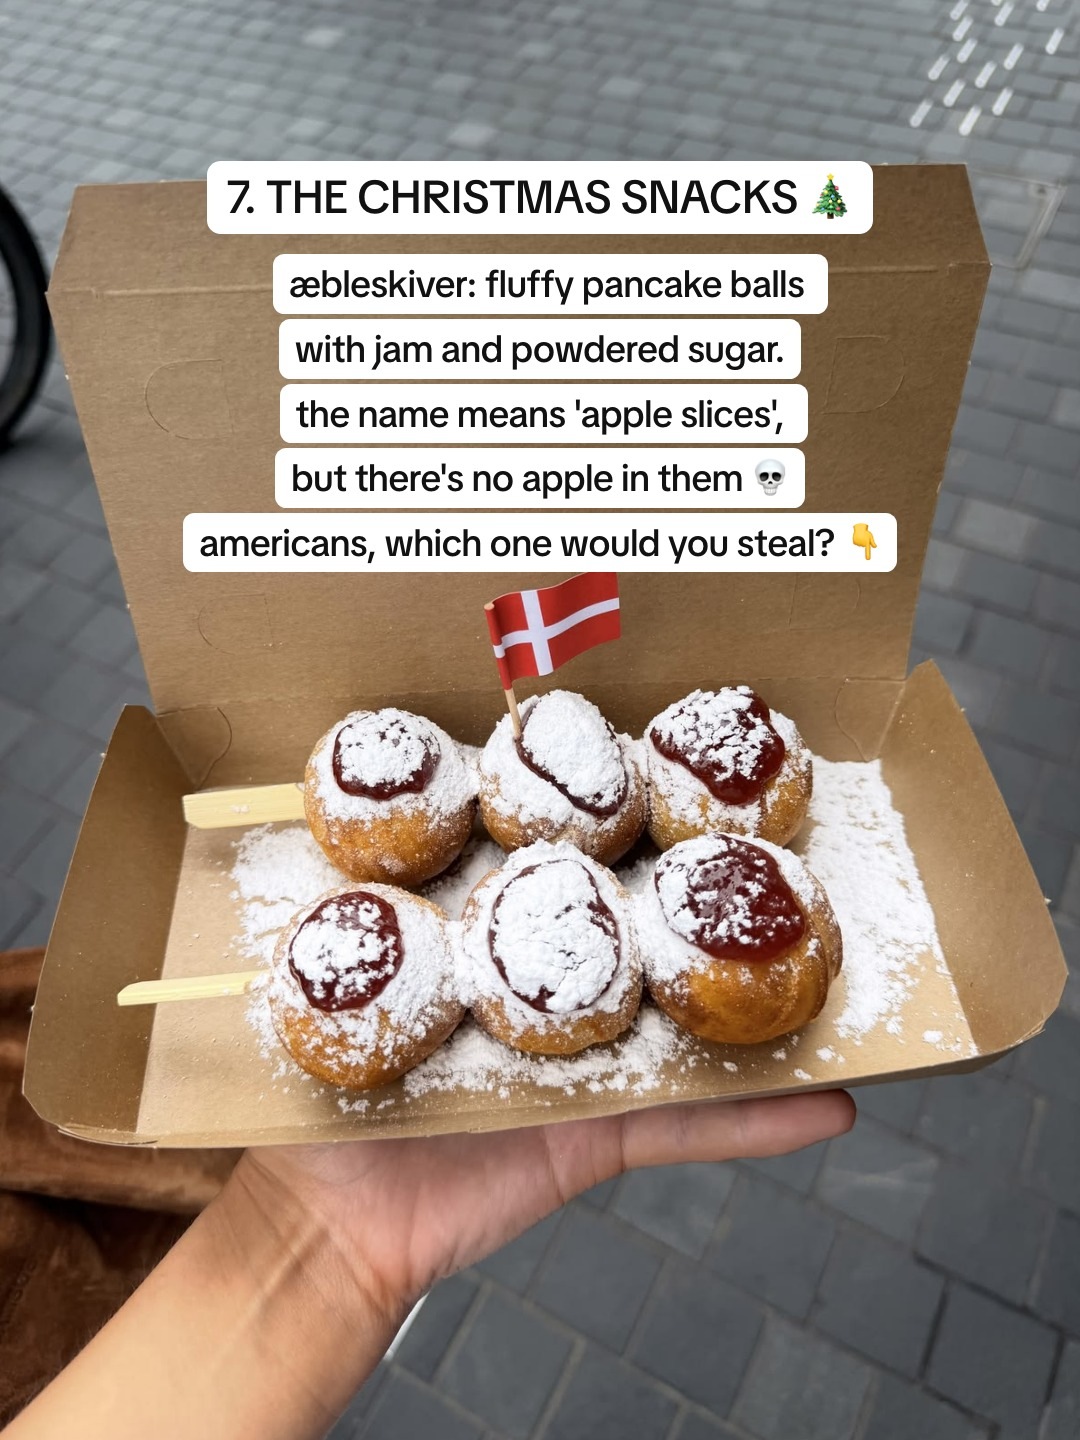 7. THE CHRISTMAS SNACKS 🎄
æbleskiver: fluffy pancake balls
with jam and powdered sugar.
the name means 'apple slices',
but there's no apple in them 💀
americans, which one would you steal? 👇